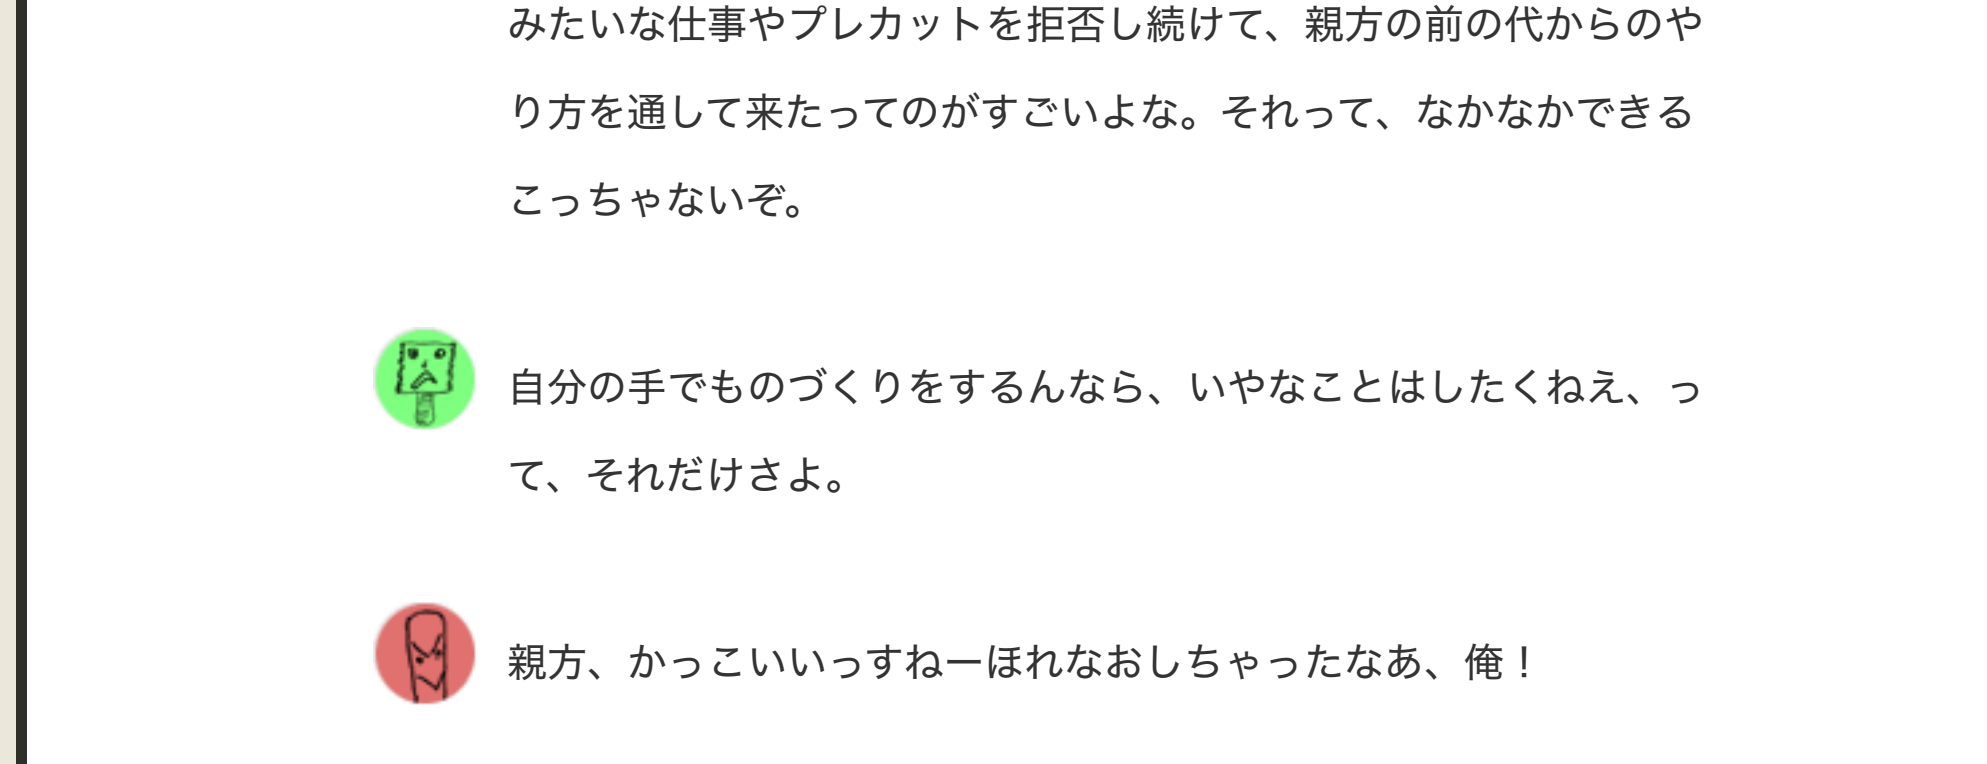 みたいな仕事やプレカットを拒否し続けて、親方の前の代からのや
り方を通して来たってのがすごいよな。それって、なかなかできる
こっちゃないぞ。
自分の手でものづくりをするんなら、いやなことはしたくねえ、っ
て、それだけさよ。
親方、かっこいいっすねーほれなおしちゃったなあ、俺！